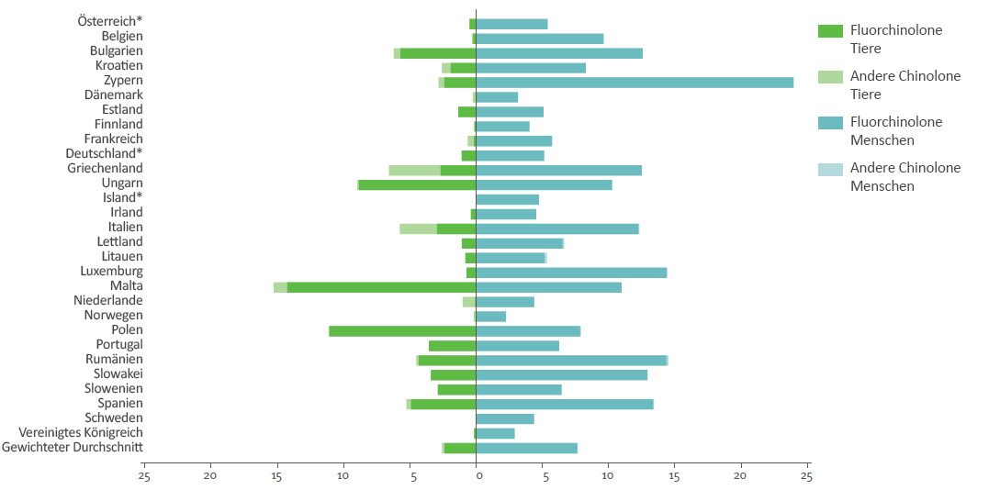 Österreich*
Belgien
Bulgarien
Kroatien
Zypern
Dänemark
Estland
Finnland
Frankreich
Deutschland*
Griechenland
Ungarn
Island*
Irland
Italien
Lettland
Litauen
Luxemburg
Malta
Niederlande
Norwegen
Polen
Portugal
Rumänien
Slowakei
Slowenien
Spanien
Schweden
Vereinigtes Königreich
Gewichteter Durchschnitt
25 20 15 10 5 0 5 10 15 20 25
Fluorchinolone
Tiere
Andere Chinolone
Tiere
Fluorchinolone
Menschen
Andere Chinolone
Menschen